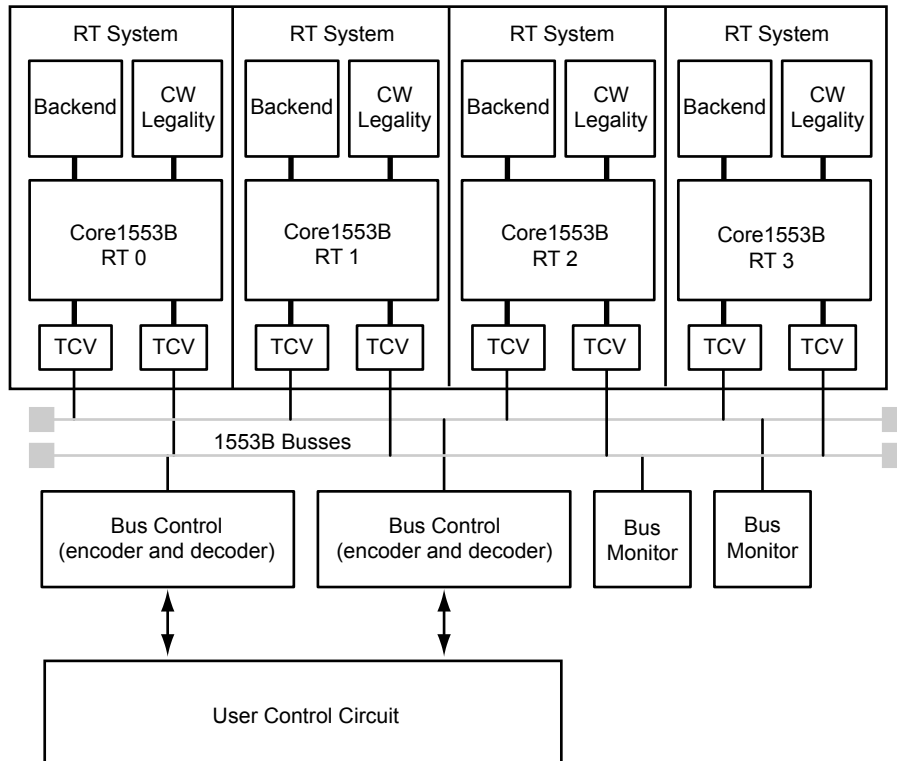 RT System
RT System
RT System
RT System
Backend
CW
Legality
Backend
CW
Legality
Backend
CW
Legality
Backend
CW
Legality
Core1553B
RT 0
Core1553B
RT 1
Core1553B
RT 2
Core1553B
RT 3
TCV
TCV
TCV
TCV
TCV
TCV
TCV
TCV
1553B Busses
Bus Control
(encoder and decoder)
Bus Control
(encoder and decoder)
Bus
Monitor
Bus
Monitor
User Control Circuit